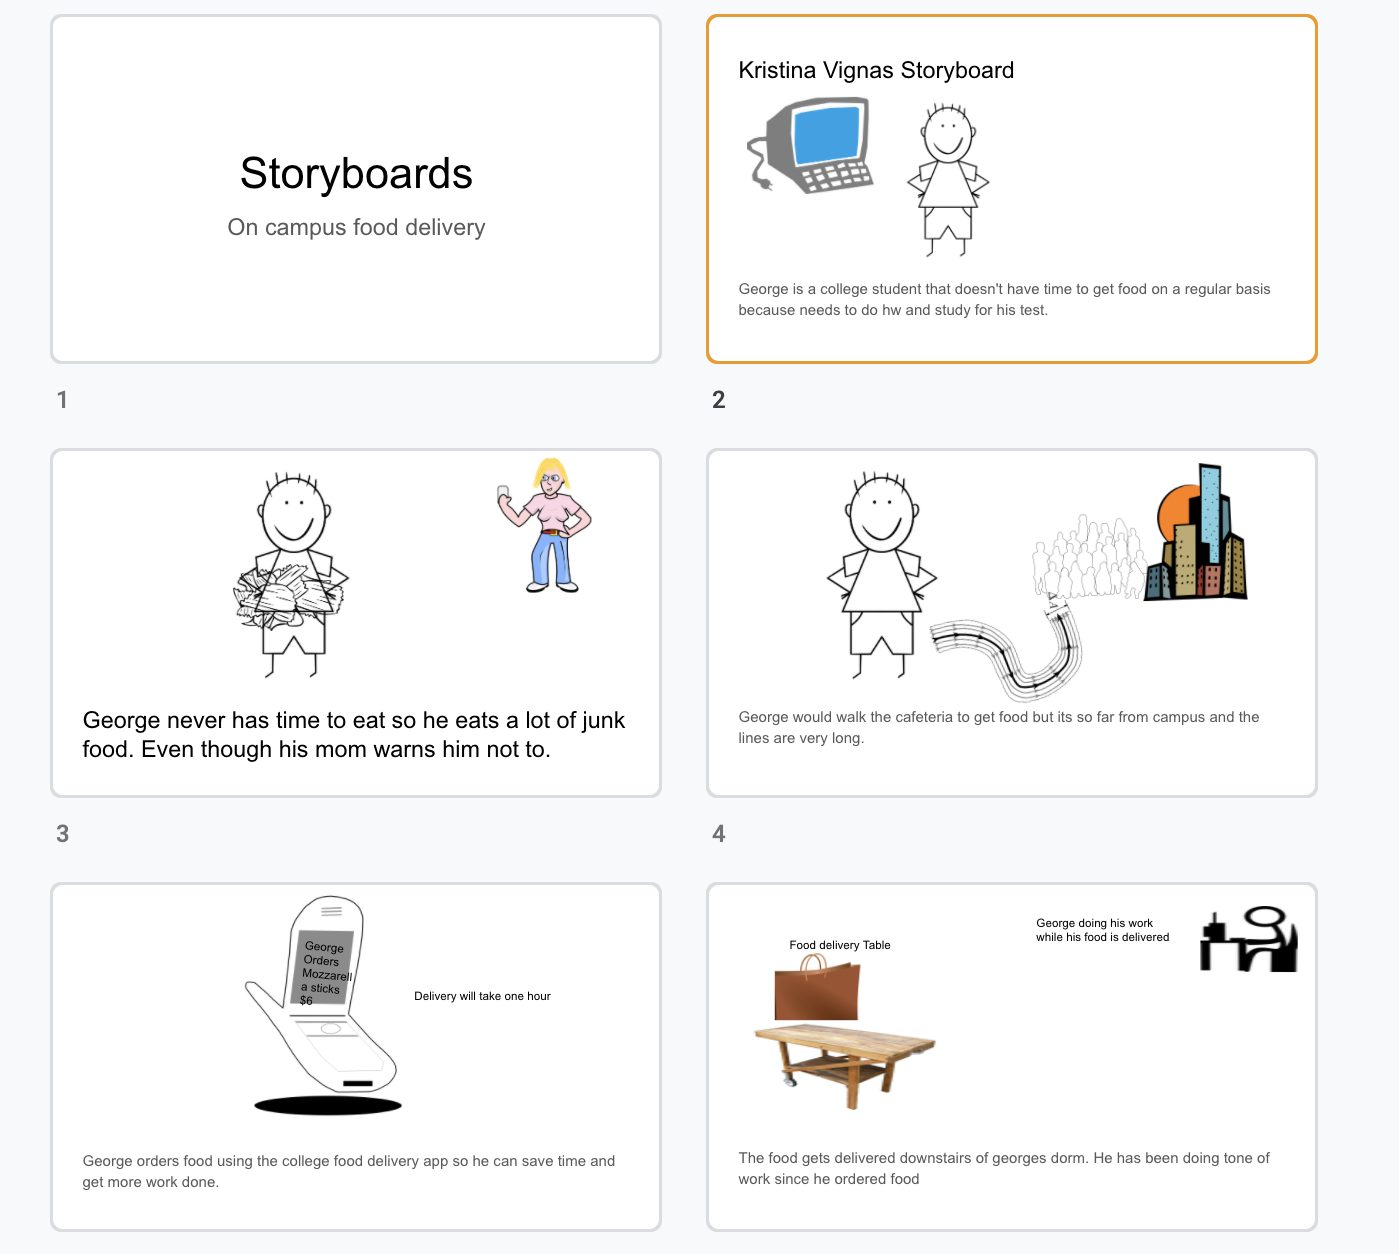 Storyboards
On campus food delivery
1
Kristina Vignas Storyboard
George is a college student that doesn't have time to get food on a regular basis
because needs to do hw and study for his test.
2
George never has time to eat so he eats a lot of junk
food. Even though his mom warns him not to.
3
George would walk the cafeteria to get food but its so far from campus and the
lines are very long.
4
George
Orders
Mozzarell
a sticks
$6
Delivery will take one hour
George orders food using the college food delivery app so he can save time and
get more work done.
Food delivery Table
George doing his work
while his food is delivered
The food gets delivered downstairs of georges dorm. He has been doing tone of
work since he ordered food